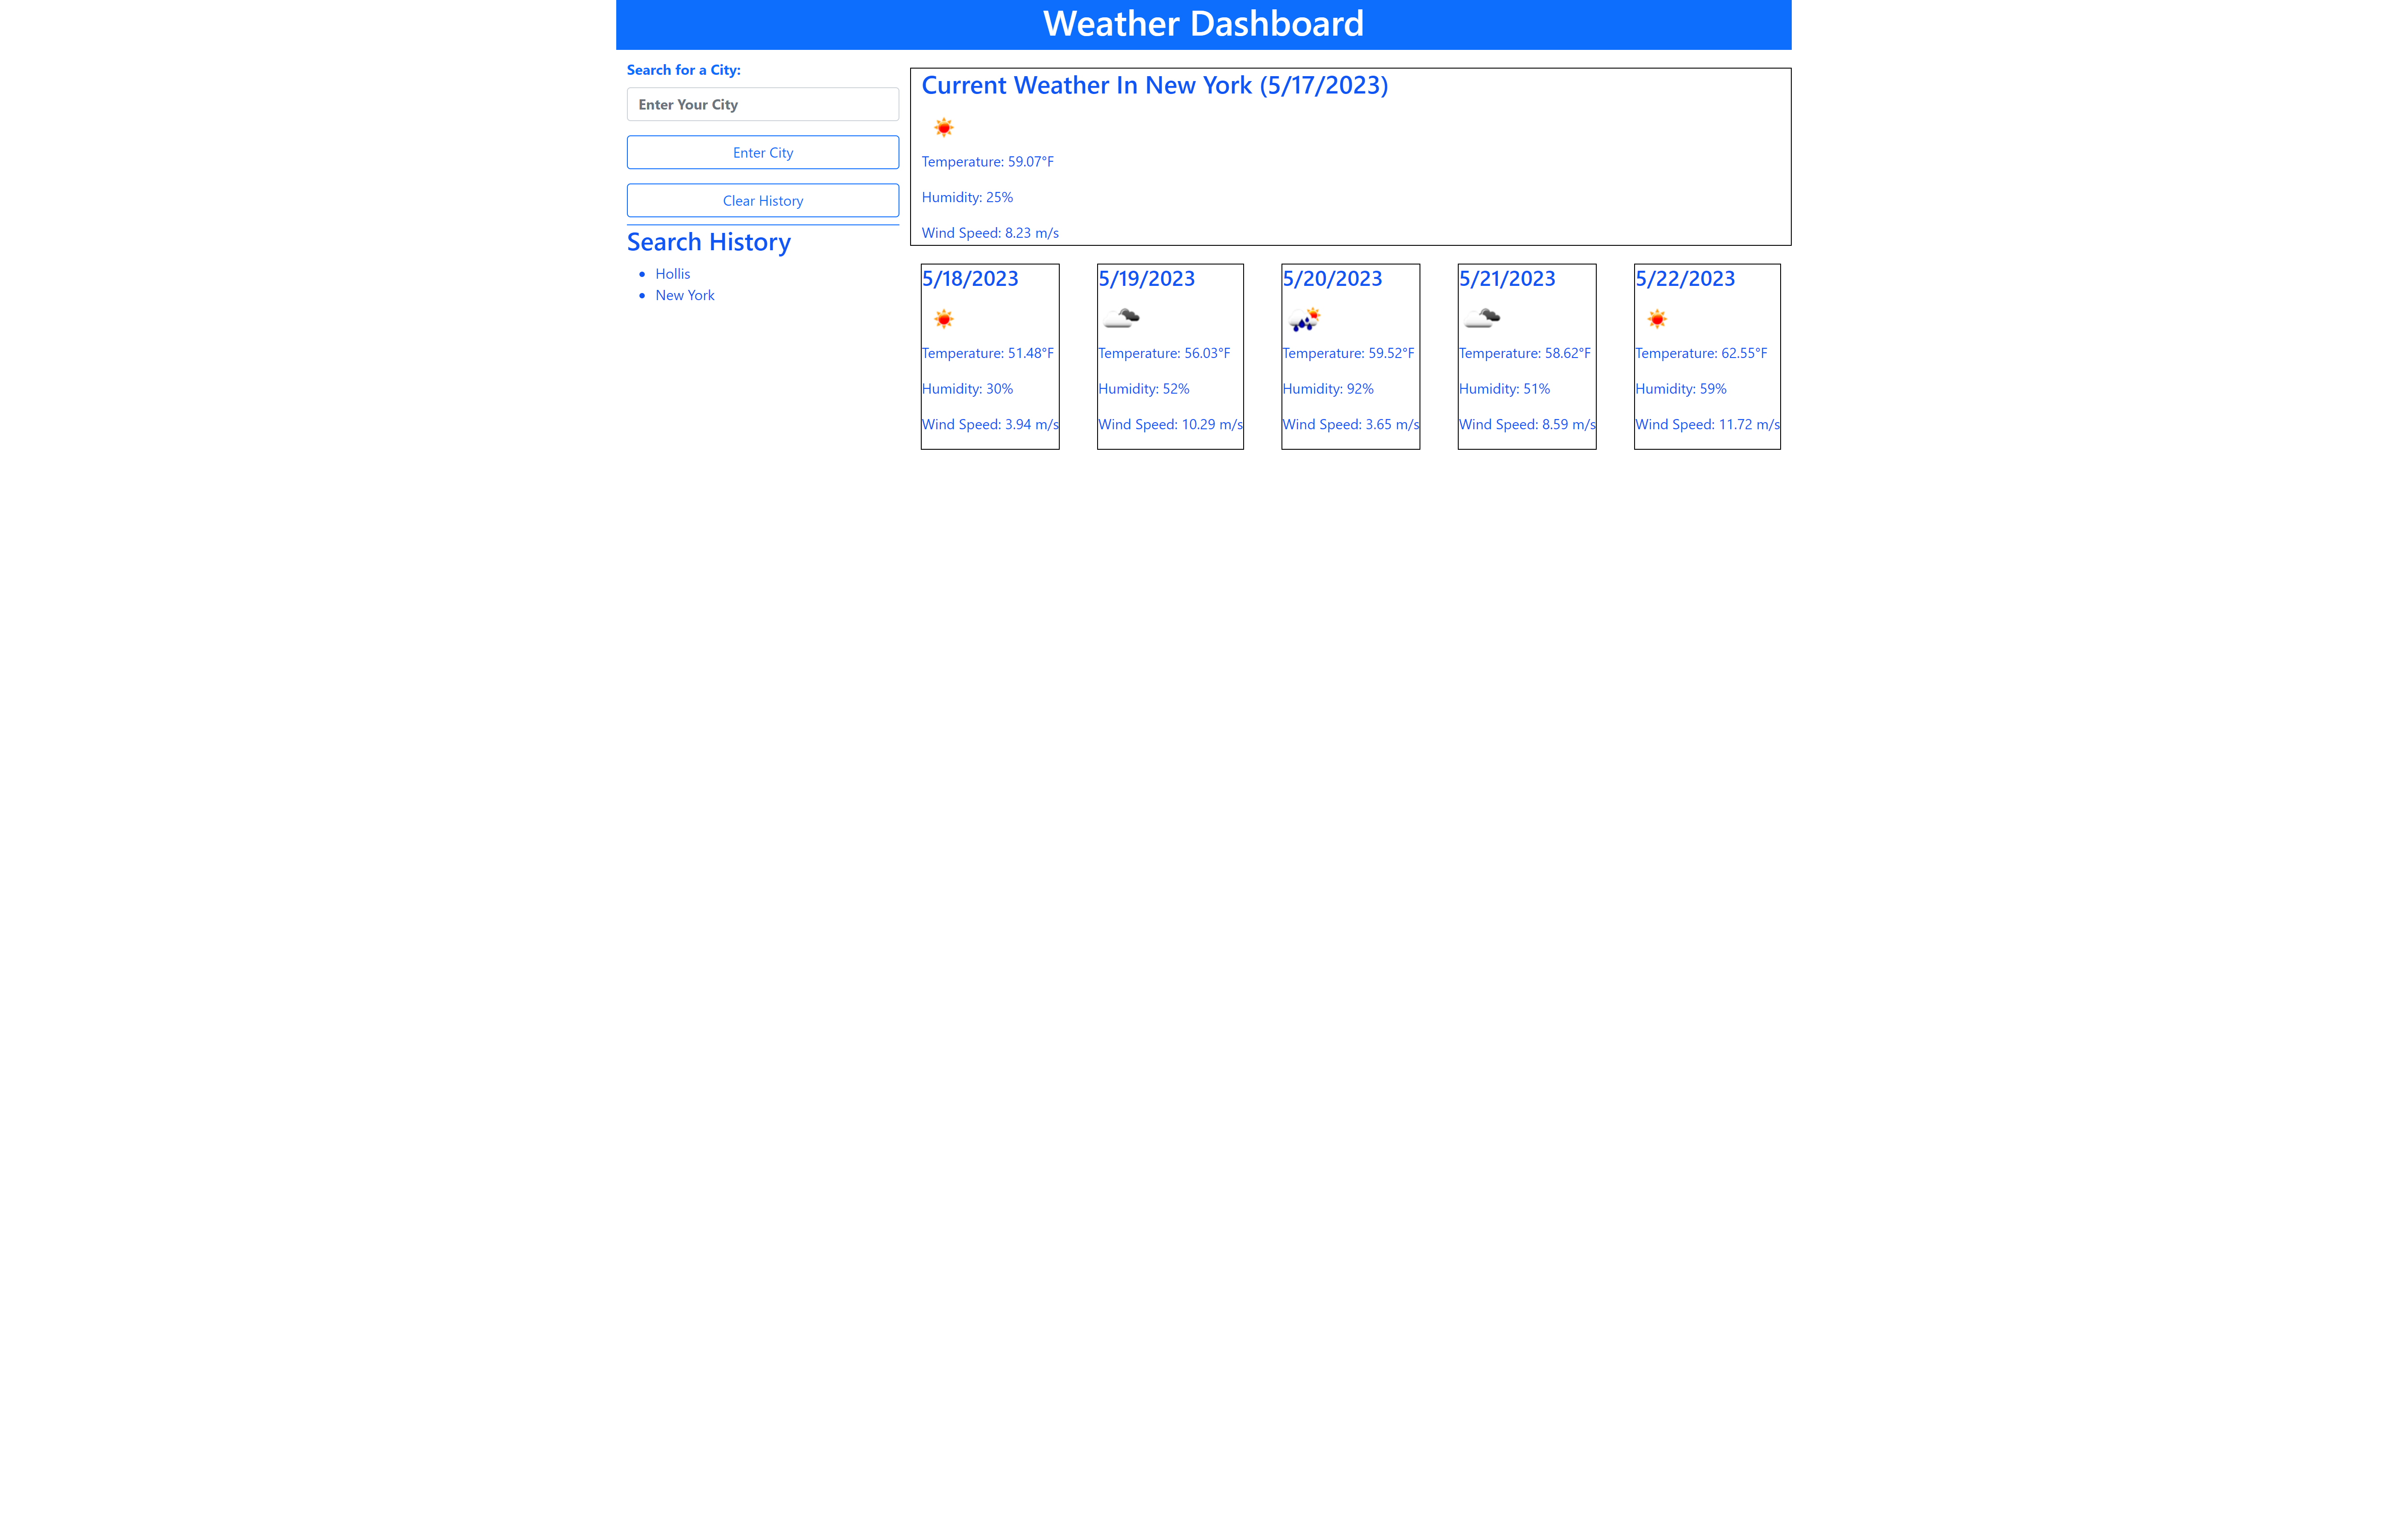 Weather Dashboard
Search for a City:
Enter Your City
Enter City
Clear History
Search History
Hollis
New York
Current Weather In New York (5/17/2023)
Temperature: 59.07°F
Humidity: 25%
Wind Speed: 8.23 m/s
5/18/2023
Temperature: 51.48°F
Humidity: 30%
Wind Speed: 3.94 m/s
5/19/2023
Temperature: 56.03°F
Humidity: 52%
Wind Speed: 10.29 m/s
5/20/2023
Temperature: 59.52°F
Humidity: 92%
Wind Speed: 3.65 m/s
5/21/2023
Temperature: 58.62°F
Humidity: 51%
Wind Speed: 8.59 m/s
5/22/2023
Temperature: 62.55°F
Humidity: 59%
Wind Speed: 11.72 m/s